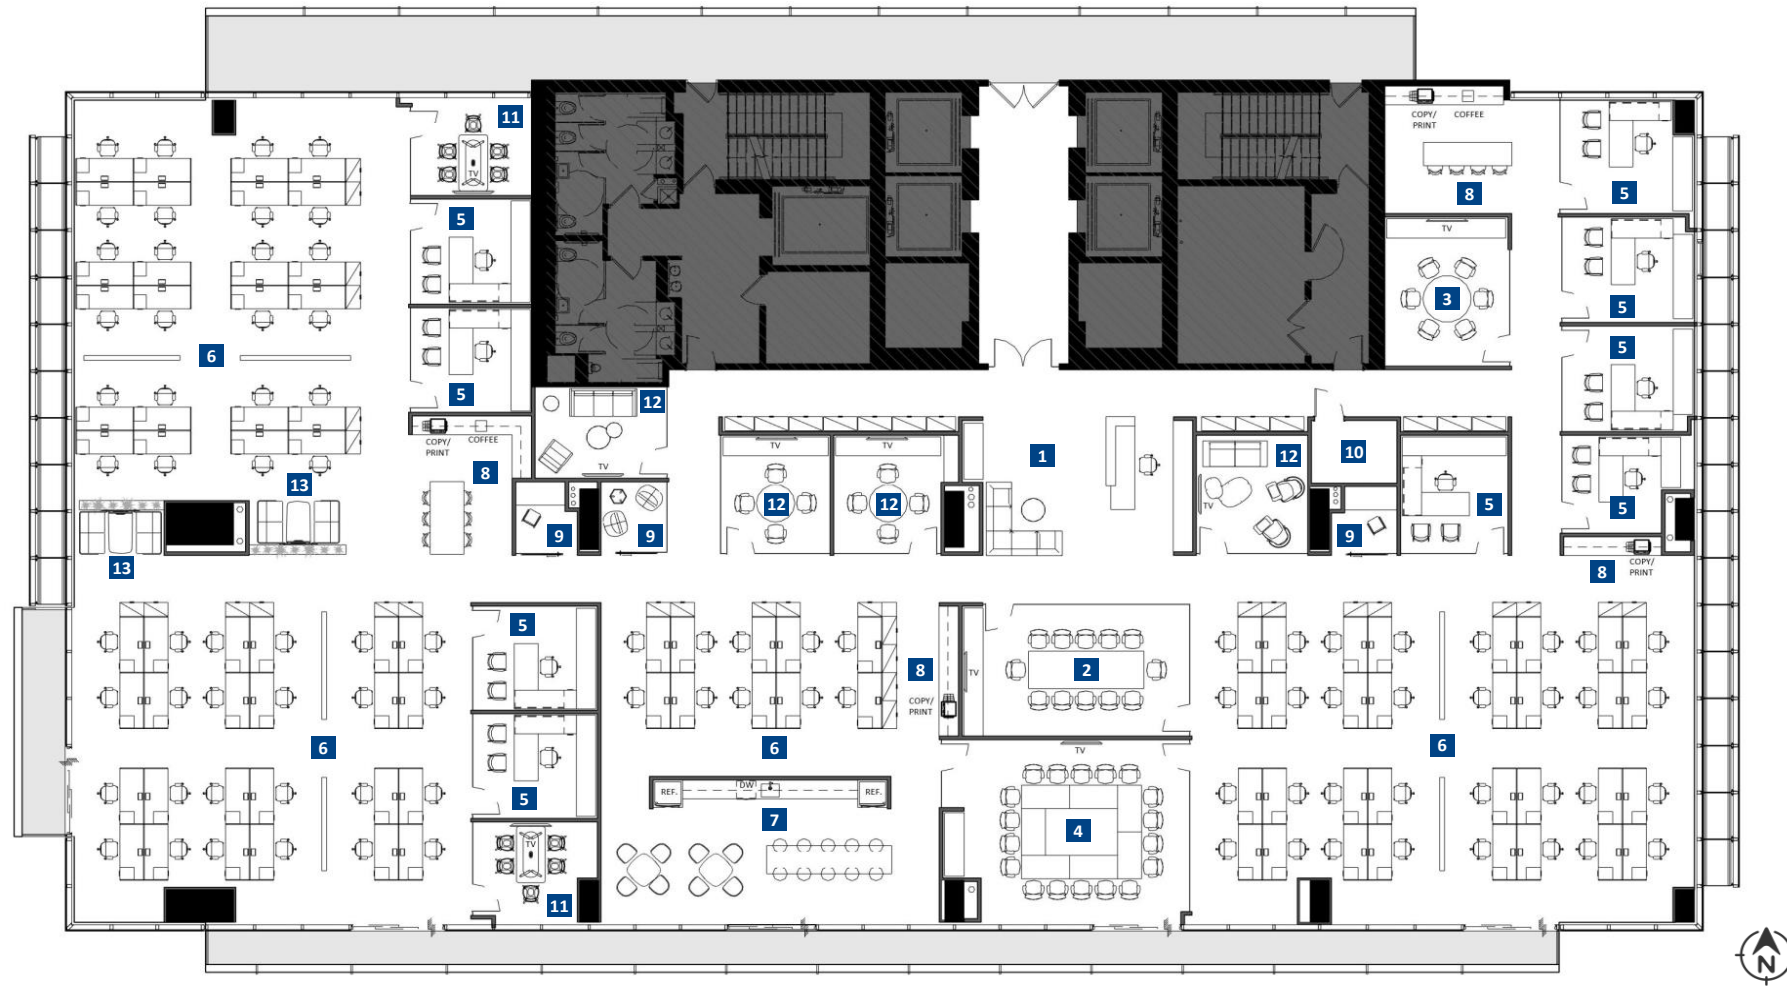 COPY/
PRINT
COFFEE
11
TV
5
8
5
TV
3
5
6
5
5
12
COPY/
PRINT
COFFEE
8
TV
TV
TV
1
12
10
TV
5
5
13
12
12
9
9
9
13
8
COPY/
PRINT
5
8
COPY/
PRINT
TV
2
6
6
TV
6
5
REF.
DW
REF.
7
4
TV
11
N